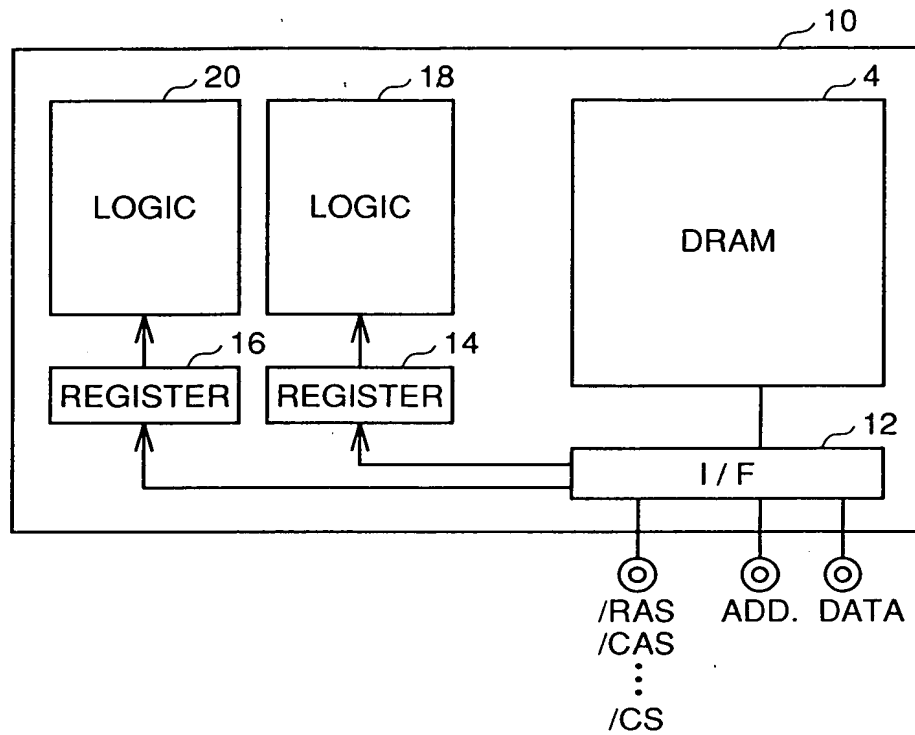 10
20
18
4
LOGIC
LOGIC
DRAM
16
14
REGISTER
REGISTER
12
I / F
/RAS
ADD.
DATA
/CAS
/CS